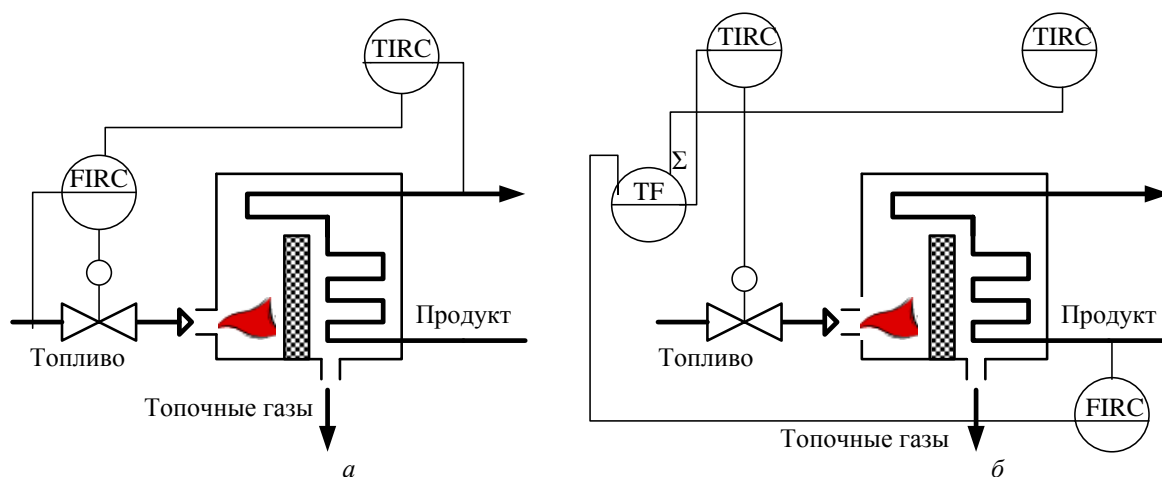 TIRC
FIRC
Продукт
Топливо
Топочные газы
а
TIRC
TIRC
Σ
TF
Продукт
Топливо
FIRC
Топочные газы
б